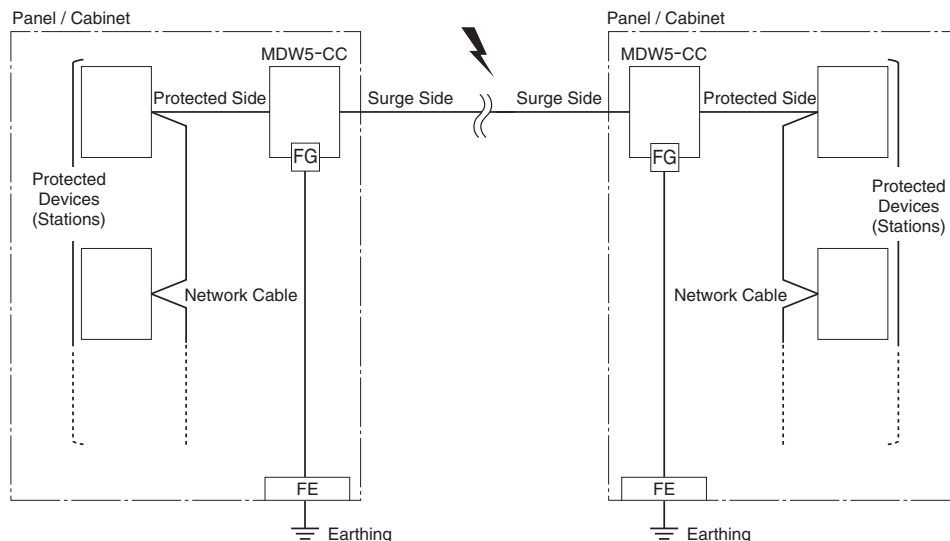 Panel / Cabinet
Panel / Cabinet
MDW5-CC
MDW5-CC
Protected Side
Surge Side
Surge Side
Protected Side
FG
FG
Protected
Devices
(Stations)
Protected
Devices
(Stations)
Network Cable
Network Cable
FE
FE
Earthing
Earthing